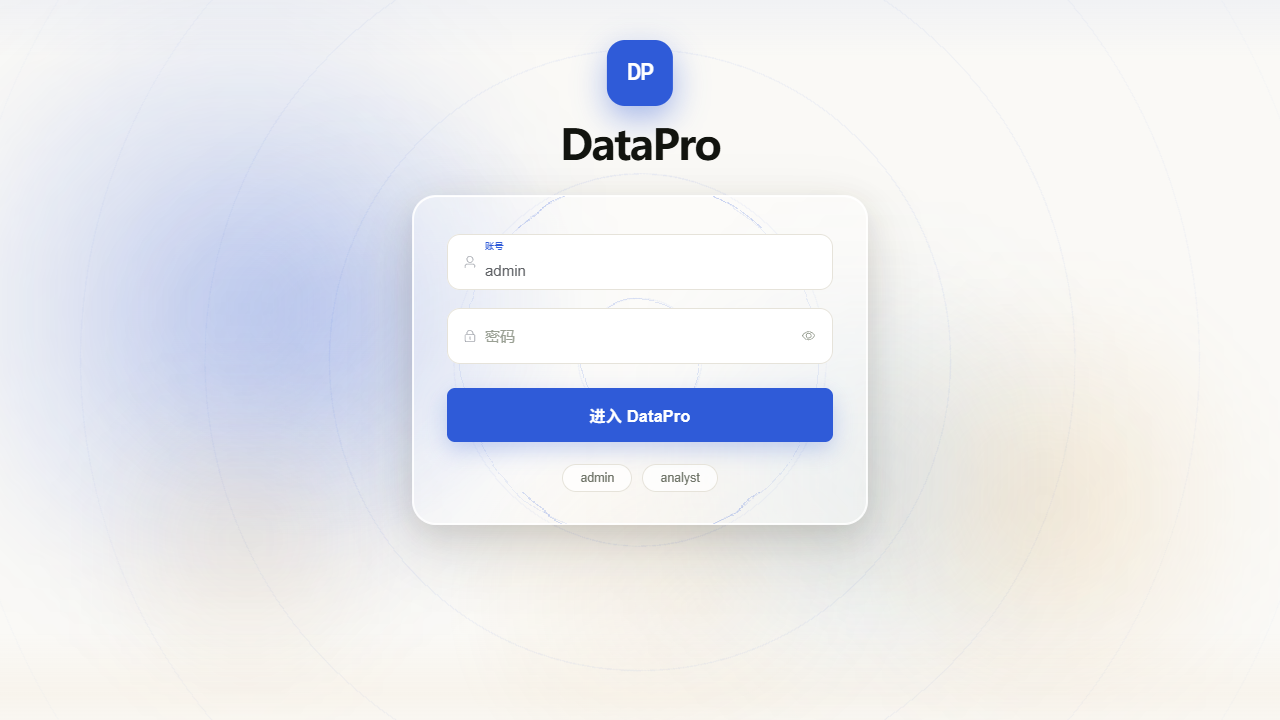 DP
DataPro
账号
admin
密码
进入 DataPro
admin
analyst